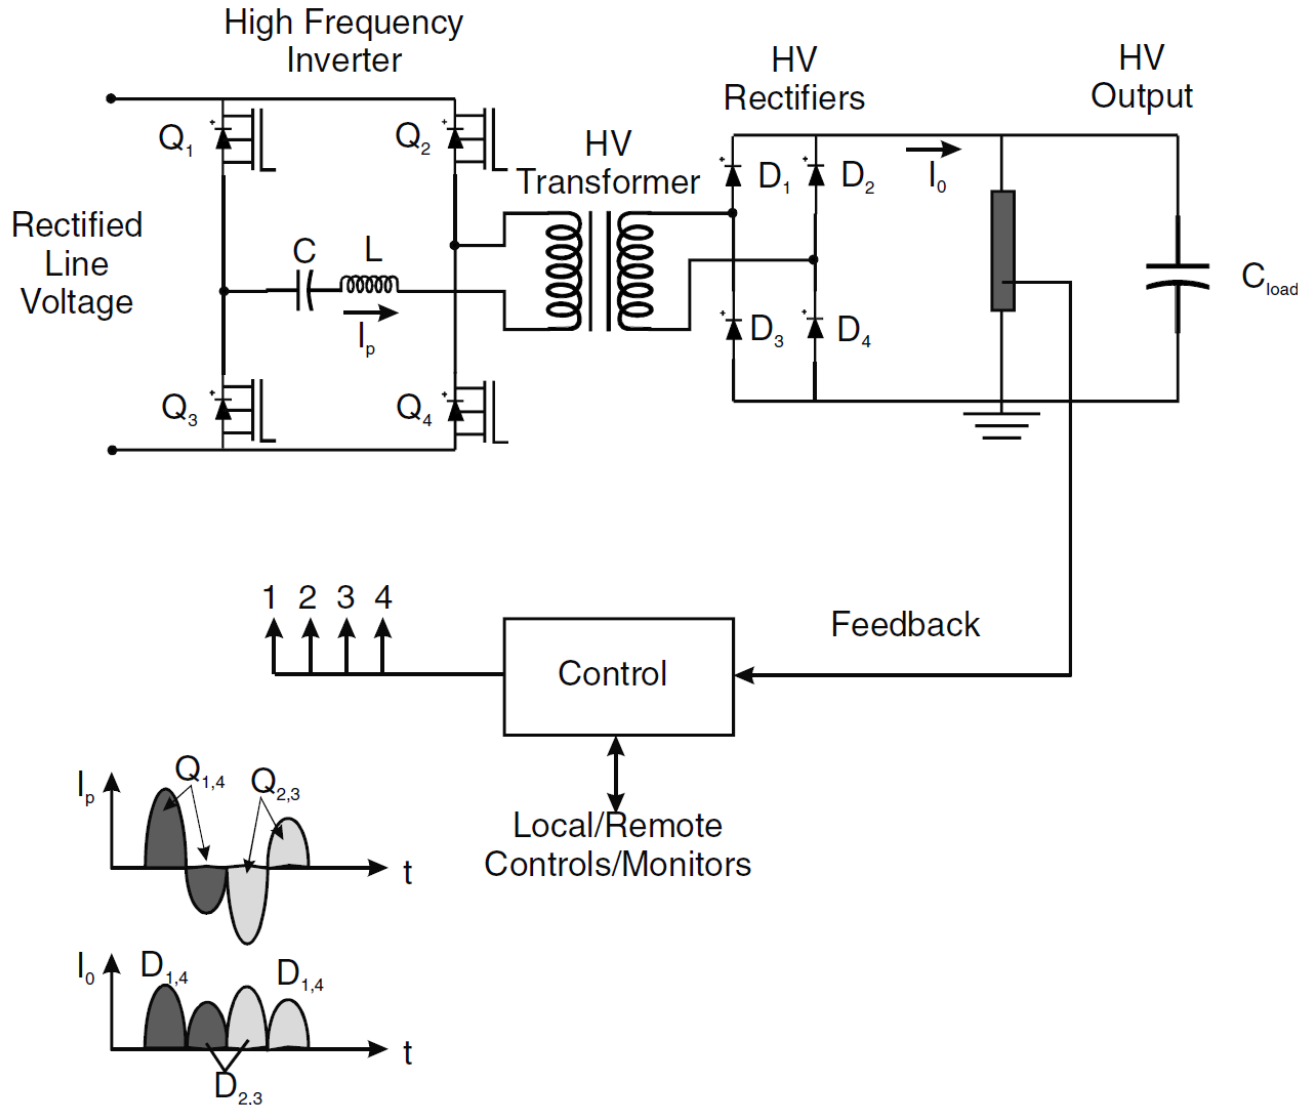 High Frequency
Inverter
HV
Rectifiers
HV
Output
Q1
Q2
HV
Transformer
D1
D2
I0
Rectified
Line
Voltage
C
L
Ip
Cload
D3
D4
Q3
Q4
1 2 3 4
Control
Feedback
Local/Remote
Controls/Monitors
Ip
Q1,4
Q2,3
t
I0
D1,4
D1,4
t
D2,3